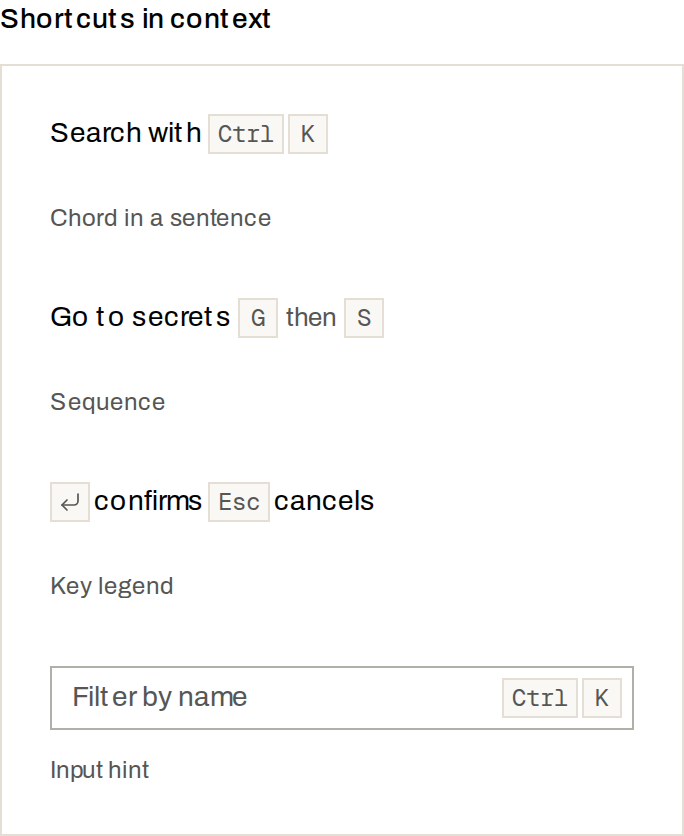 Shortcuts in context
Search with Ctrl K
Chord in a sentence
Go to secrets G then S
Sequence
↵ confirms Esc cancels
Key legend
Filter by name Ctrl K
Input hint